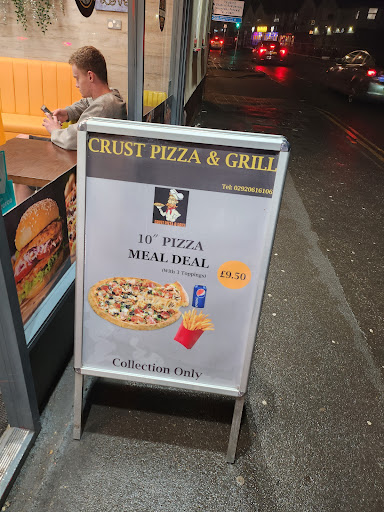 CRUST PIZZA & GRILL
Tel: 02920616106
10" PIZZA
MEAL DEAL
(With 3 Toppings)
£9.50
Collection Only